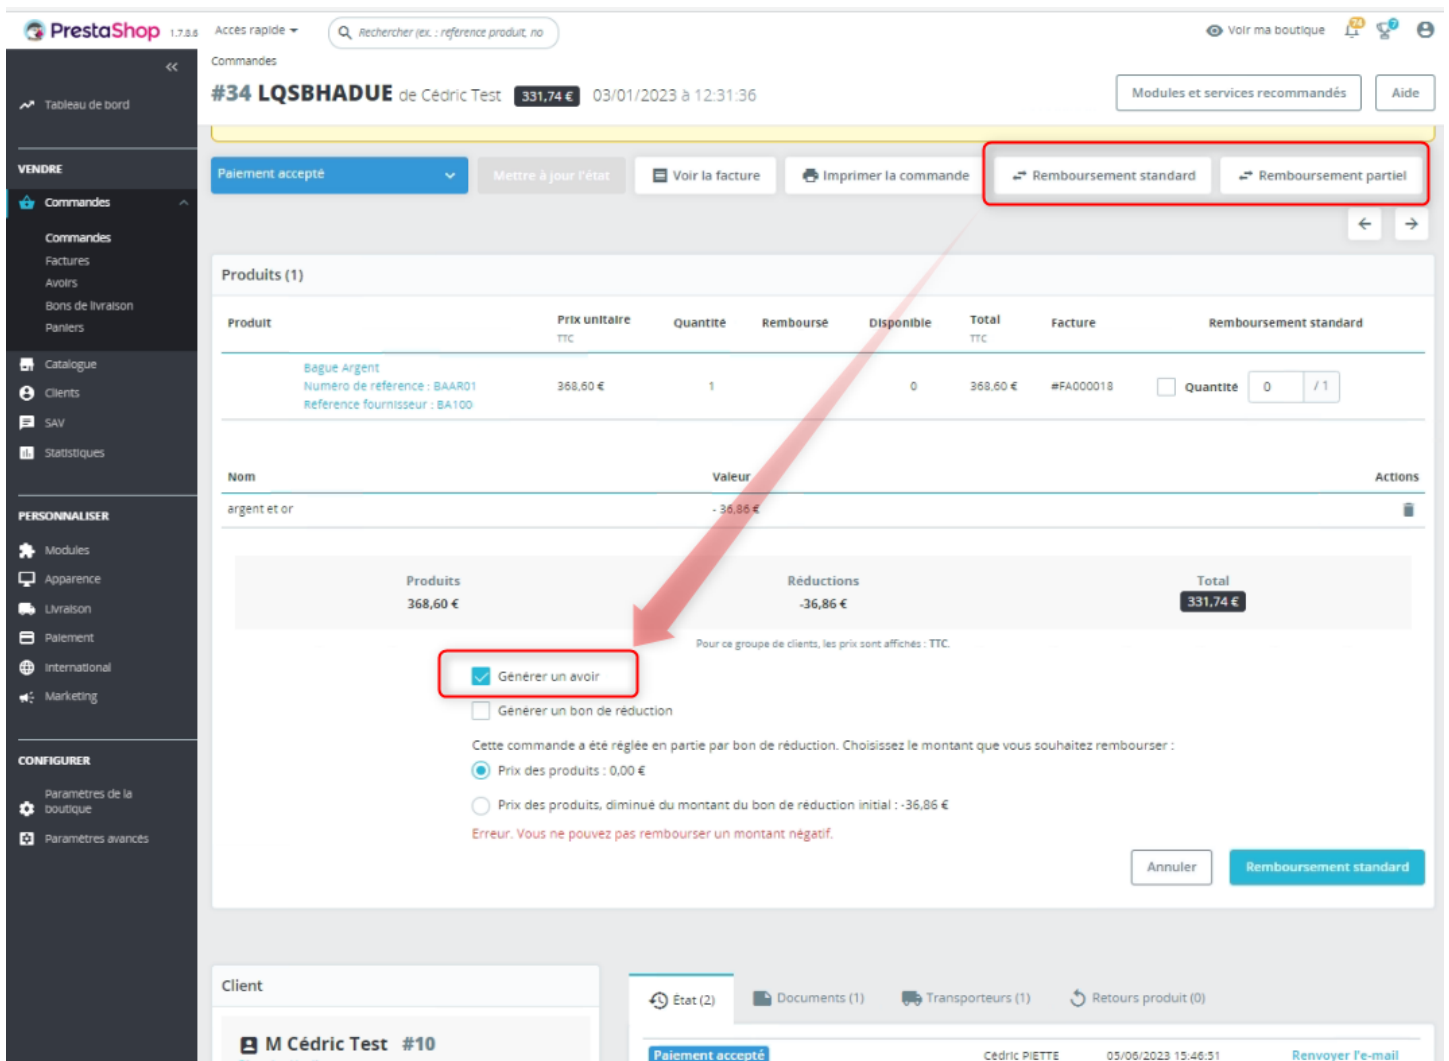 PrestaShop 1.7.8.6
Accès rapide
Rechercher (ex. : référence produit, no
Voir ma boutique
74
7
Commandes
#34 LQSBHADUE de Cédric Test 331,74 € 03/01/2023 à 12:31:36
Modules et services recommandés
Aide
Tableau de bord
VENDRE
Commandes
Commandes
Factures
Avoirs
Bons de livraison
Paniers
Catalogue
Clients
SAV
Statistiques
PERSONNALISER
Modules
Apparence
Livraison
Paiement
International
Marketing
CONFIGURER
Paramètres de la
boutique
Paramètres avancés
Paiement accepté
Mettre à jour l'état
Voir la facture
Imprimer la commande
Remboursement standard
Remboursement partiel
Produits (1)
Produit
Prix unitaire
TTC
Quantité
Remboursé
Disponible
Total
TTC
Facture
Remboursement standard
Bague Argent
Numéro de référence : BAAR01
Référence fournisseur : BA100
368,60 €
1
0
368,60 €
#FA000018
Quantité
0
/ 1
Nom
Valeur
Actions
argent et or
- 36,86 €
Produits
368,60 €
Réductions
-36,86 €
Total
331,74 €
Pour ce groupe de clients, les prix sont affichés : TTC.
Générer un avoir
Générer un bon de réduction
Cette commande a été réglée en partie par bon de réduction. Choisissez le montant que vous souhaitez rembourser :
Prix des produits : 0,00 €
Prix des produits, diminué du montant du bon de réduction initial : -36,86 €
Erreur. Vous ne pouvez pas rembourser un montant négatif.
Annuler
Remboursement standard
Client
M Cédric Test #10
État (2)
Documents (1)
Transporteurs (1)
Retours produit (0)
Paiement accepté
Cédric PIETTE
05/06/2023 15:46:51
Renvoyer l'e-mail